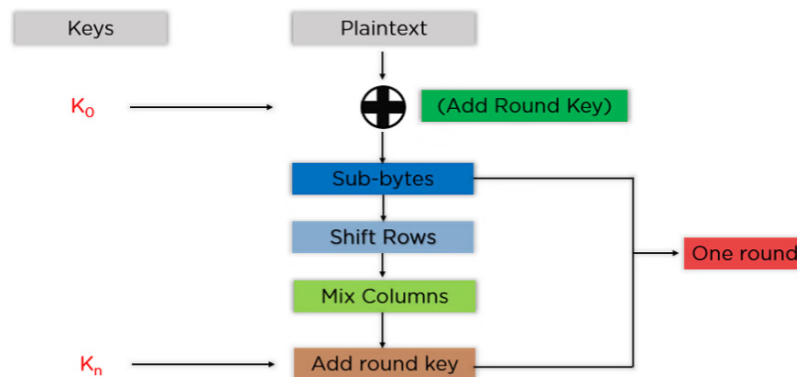 Keys
Plaintext
K₀
(Add Round Key)
Sub-bytes
Shift Rows
One round
Mix Columns
Kₙ
Add round key